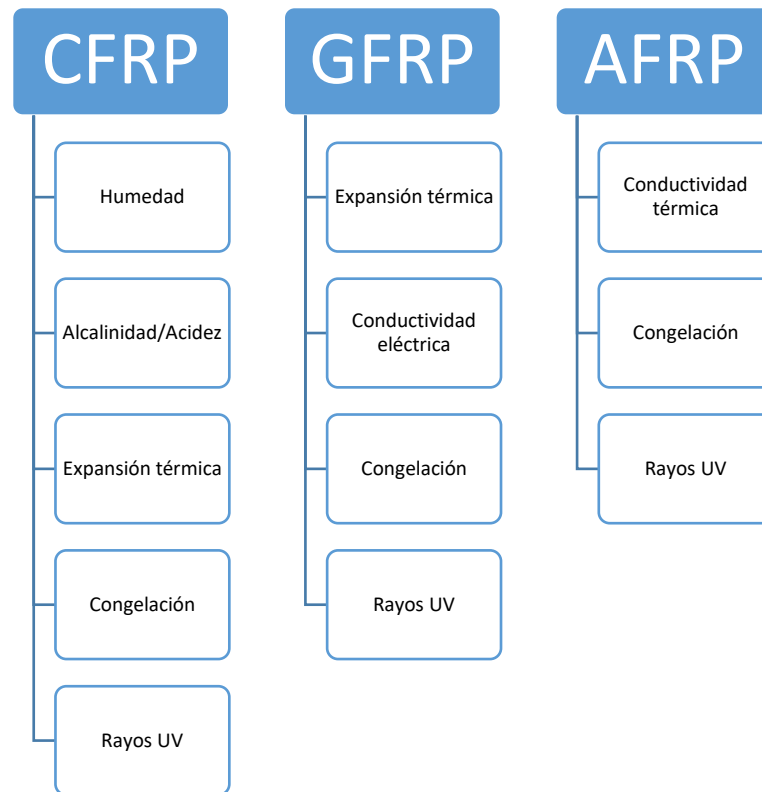 CFRP
Humedad
Alcalinidad/Acidez
Expansión térmica
Congelación
Rayos UV
GFRP
Expansión térmica
Conductividad
eléctrica
Congelación
Rayos UV
AFRP
Conductividad
térmica
Congelación
Rayos UV